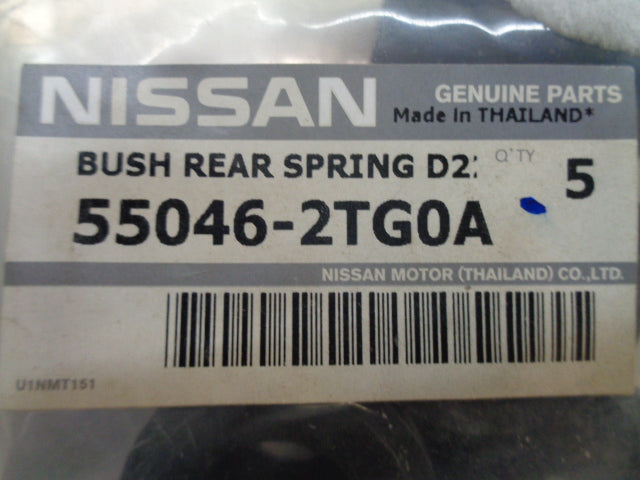 NISSAN
GENUINE PARTS
Made In THAILAND*
BUSH REAR SPRING D22
Q'TY
5
55046-2TG0A
NISSAN MOTOR (THAILAND) CO.,LTD.
U1NMT151